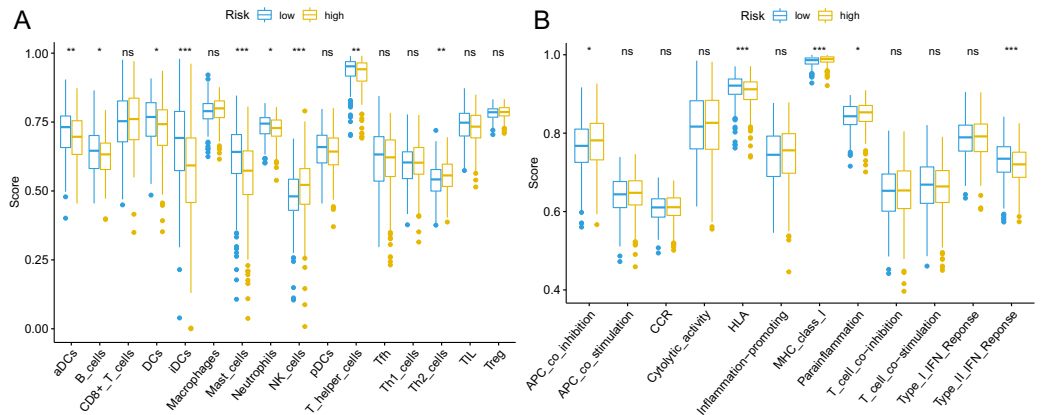 A
Risk low high
** * ns * *** ns *** * *** ns ** ns ns ** ns ns
1.00
0.75
0.50
0.25
0.00
Score
aDCs
B_cells
CD8+_T_cells
DCs
iDCs
Macrophages
Mast_cells
Neutrophils
NK_cells
pDCs
T_helper_cells
Tfh
Th1_cells
Th2_cells
TIL
Treg
B
Risk low high
* ns ns ns *** ns *** * ns ns ns ***
1.0
0.8
0.6
0.4
Score
APC_co_inhibition
APC_co_stimulation
CCR
Cytolytic_activity
HLA
Inflammation-promoting
MHC_class_I
Parainflammation
T_cell_co-inhibition
T_cell_co-stimulation
Type_I_IFN_Reponse
Type_II_IFN_Reponse